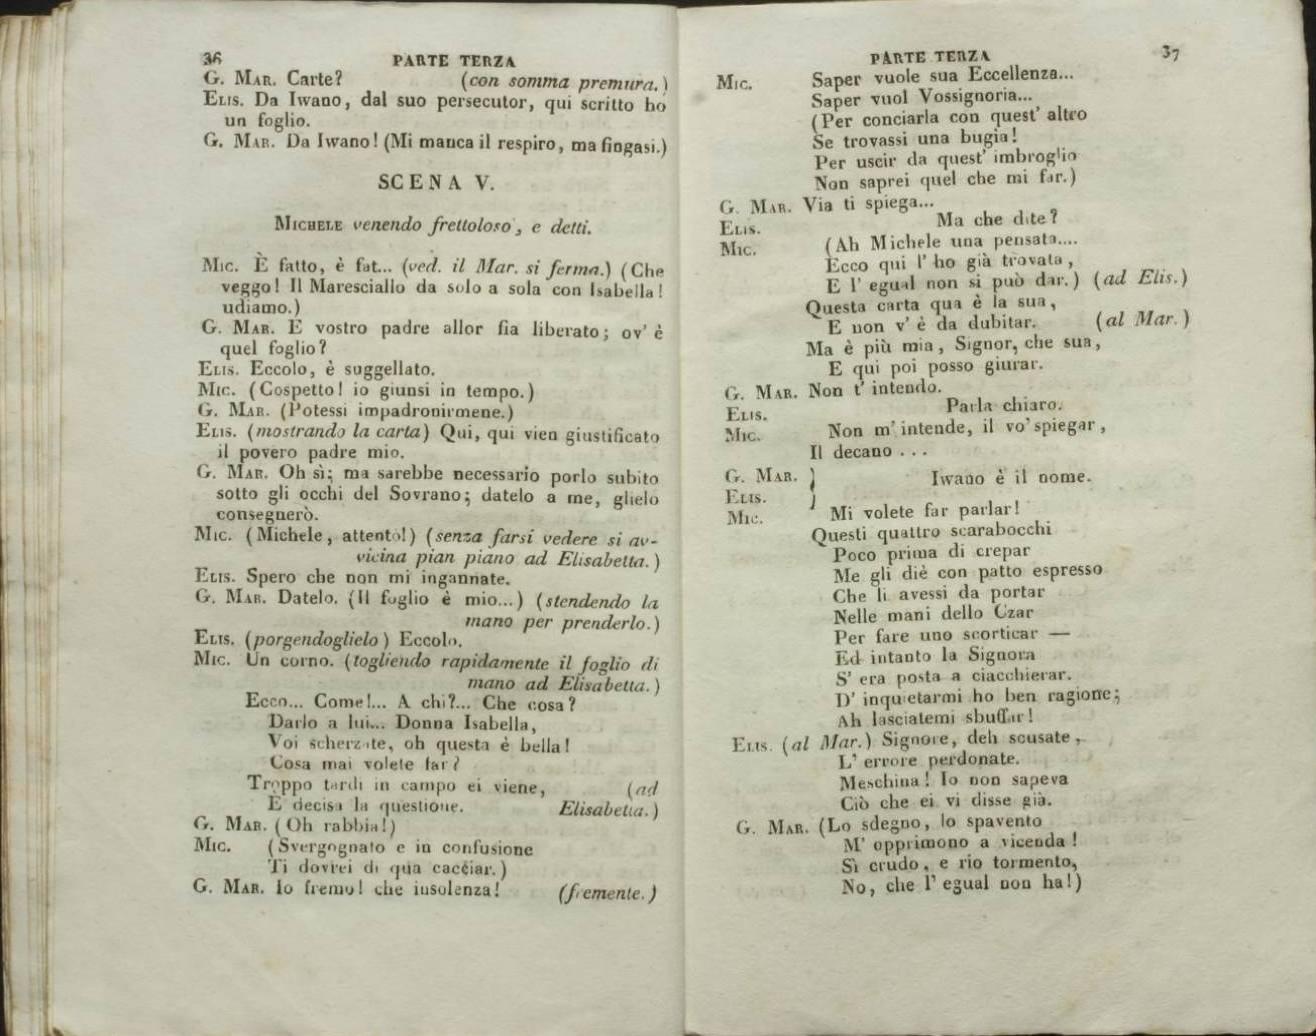 36
PARTE TERZA
G. MAR. Carte? (con somma premura.)
ELIS. Da Iwano, dal suo persecutor, qui scritto ho
un foglio.
G. MAR. Da Iwano! (Mi manca il respiro, ma fingasi.)
SCENA V.
MICHELE venendo frettoloso, e detti.
MIC. È fatto, è fat... (ved. il Mar. si ferma.) (Che
veggo! Il Maresciallo da solo a sola con Isabella!
udiamo.)
G. MAR. E vostro padre allor fia liberato; ov' è
quel foglio?
ELIS. Eccolo, è suggellato.
MIC. (Cospetto! io giunsi in tempo.)
G. MAR. (Potessi impadronirmene.)
ELIS. (mostrando la carta) Qui, qui vien giustificato
il povero padre mio.
G. MAR. Oh sì; ma sarebbe necessario porlo subito
sotto gli occhi del Sovrano; datelo a me, glielo
consegnerò.
MIC. (Michele, attento!) (senza farsi vedere si av-
vicina pian piano ad Elisabetta.)
ELIS. Spero che non mi ingannate.
G. MAR. Datelo. (Il foglio è mio...) (stendendo la
mano per prenderlo.)
ELIS. (porgendoglielo) Eccolo.
MIC. Un corno. (togliendo rapidamente il foglio di
mano ad Elisabetta.)
Ecco... Come!... A chi?... Che cosa?
Darlo a lui... Donna Isabella,
Voi scherzate, oh questa è bella!
Cosa mai volete far?
Troppo tardi in campo ei viene, (ad
È decisa la questione. Elisabetta.)
G. MAR. (Oh rabbia!)
MIC. (Svergognato e in confusione
Ti dovrei di qua cacciar.)
G. MAR. Io fremo! che insolenza! (fremente.)
PARTE TERZA
37
MIC. Saper vuole sua Eccellenza...
Saper vuol Vossignoria...
(Per conciarla con quest' altro
Se trovassi una bugia!
Per uscir da quest' imbroglio
Non saprei quel che mi far.)
G. MAR. Via ti spiega...
ELIS. Ma che dite?
MIC. (Ah Michele una pensata....
Ecco qui l' ho già trovata,
E l' egual non si può dar.) (ad Elis.)
Questa carta qua è la sua,
E non v' è da dubitar. (al Mar.)
Ma è più mia, Signor, che sua,
E qui poi posso giurar.
G. MAR. Non t' intendo.
ELIS. Parla chiaro.
MIC. Non m' intende, il vo' spiegar,
Il decano . . .
G. MAR. }
ELIS. } Iwano è il nome.
MIC. Mi volete far parlar!
Questi quattro scarabocchi
Poco prima di crepar
Me gli diè con patto espresso
Che li avessi da portar
Nelle mani dello Czar
Per fare uno scorticar —
Ed intanto la Signora
S' era posta a ciacchierar.
D' inquietarmi ho ben ragione;
Ah lasciatemi sbuffar!
ELIS. (al Mar.) Signore, deh scusate,
L' errore perdonate.
Meschina! Io non sapeva
Ciò che ei vi disse già.
G. MAR. (Lo sdegno, lo spavento
M' opprimono a vicenda!
Sì crudo, e rio tormento,
No, che l' egual non ha!)